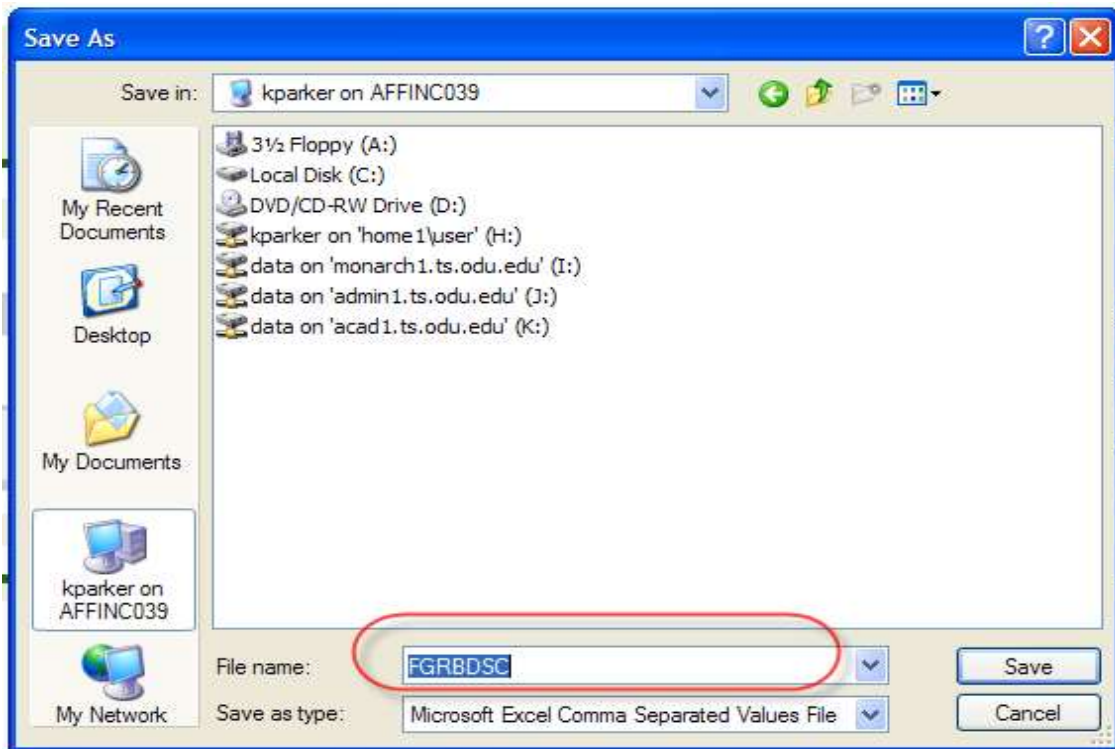 Save As
Save in:
kparker on AFFINC039
My Recent
Documents
Desktop
My Documents
kparker on
AFFINC039
My Network
3½ Floppy (A:)
Local Disk (C:)
DVD/CD-RW Drive (D:)
kparker on 'home1\user' (H:)
data on 'monarch1.ts.odu.edu' (I:)
data on 'admin1.ts.odu.edu' (J:)
data on 'acad1.ts.odu.edu' (K:)
File name:
FGRBDSC
Save
Save as type:
Microsoft Excel Comma Separated Values File
Cancel